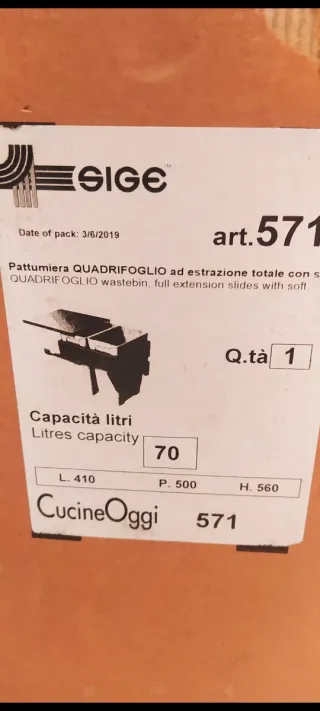 SIGE
Date of pack: 3/6/2019
art.571
Pattumiera QUADRIFOGLIO ad estrazione totale con s
QUADRIFOGLIO wastebin, full extension slides with soft
Q.tà 1
Capacità litri
Litres capacity
70
L. 410 P. 500 H. 560
CucineOggi 571